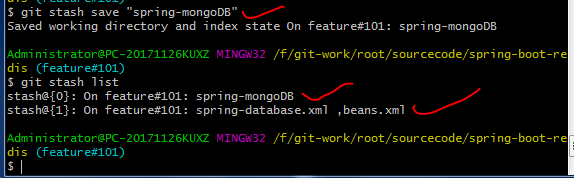 $ git stash save "spring-mongoDB"
Saved working directory and index state On feature#101: spring-mongoDB
Administrator@PC-20171126KUXZ MINGW32 /f/git-work/root/sourcecode/spring-boot-re
dis (feature#101)
$ git stash list
stash@{0}: On feature#101: spring-mongoDB
stash@{1}: On feature#101: spring-database.xml ,beans.xml
Administrator@PC-20171126KUXZ MINGW32 /f/git-work/root/sourcecode/spring-boot-re
dis (feature#101)
$